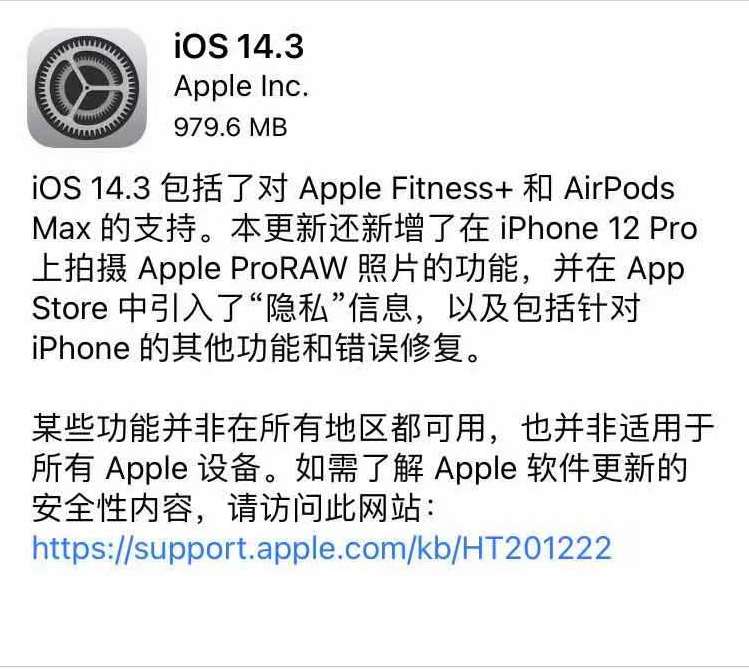 iOS 14.3
Apple Inc.
979.6 MB
iOS 14.3 包括了对 Apple Fitness+ 和 AirPods
Max 的支持。本更新还新增了在 iPhone 12 Pro
上拍摄 Apple ProRAW 照片的功能，并在 App
Store 中引入了“隐私”信息，以及包括针对
iPhone 的其他功能和错误修复。
某些功能并非在所有地区都可用，也并非适用于
所有 Apple 设备。如需了解 Apple 软件更新的
安全性内容，请访问此网站：
https://support.apple.com/kb/HT201222